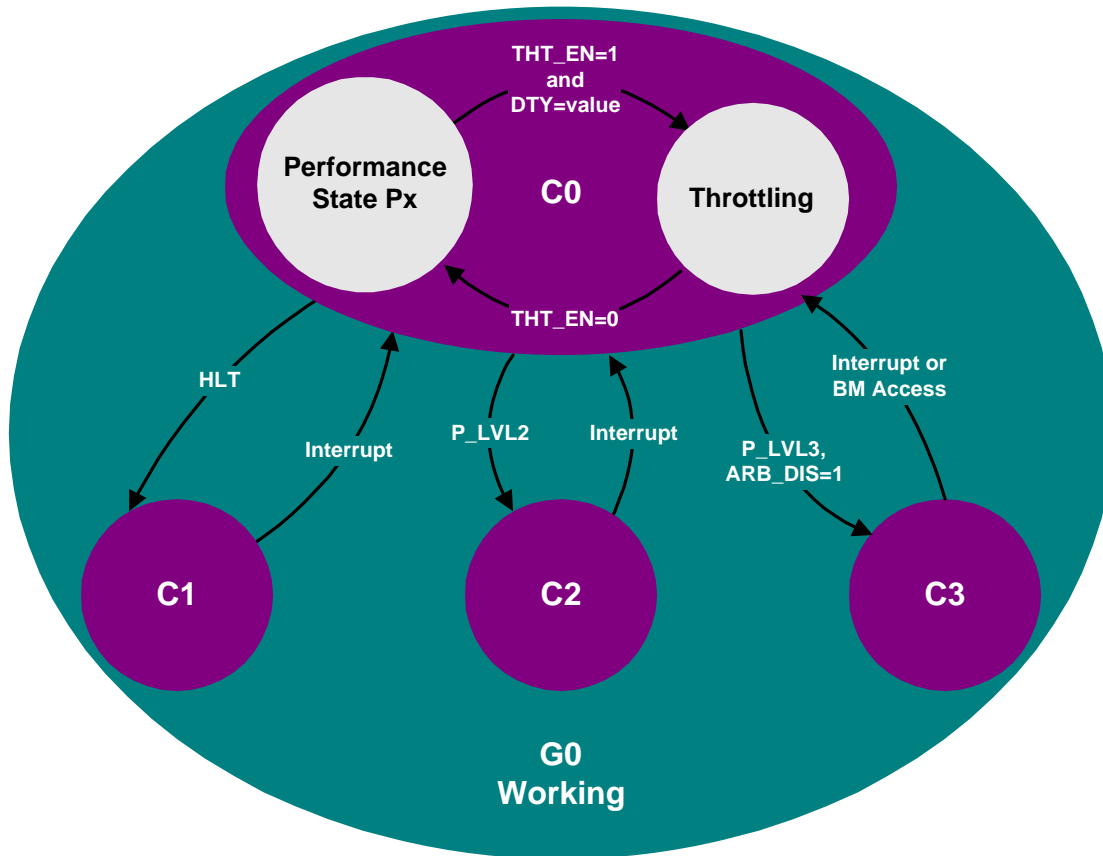 THT_EN=1
and
DTY=value
Performance
State Px
C0
Throttling
THT_EN=0
HLT
Interrupt
P_LVL2
Interrupt
Interrupt or
BM Access
P_LVL3,
ARB_DIS=1
C1
C2
C3
G0
Working